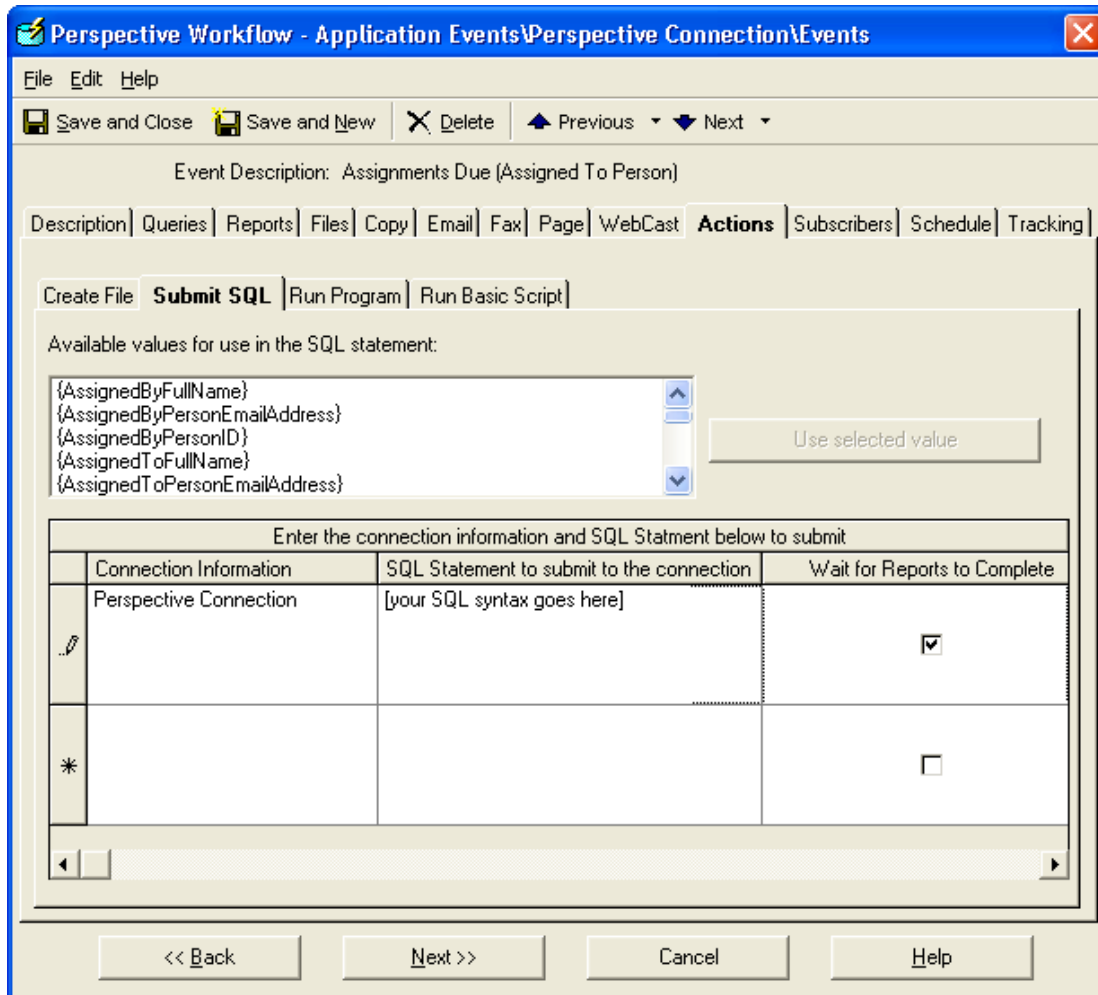 Perspective Workflow - Application Events\Perspective Connection\Events
File Edit Help
Save and Close Save and New Delete Previous Next
Event Description: Assignments Due (Assigned To Person)
Description Queries Reports Files Copy Email Fax Page WebCast Actions Subscribers Schedule Tracking
Create File Submit SQL Run Program Run Basic Script
Available values for use in the SQL statement:
{AssignedByFullName}
{AssignedByPersonEmailAddress}
{AssignedByPersonID}
{AssignedToFullName}
{AssignedToPersonEmailAddress}
Use selected value
Enter the connection information and SQL Statment below to submit
Connection Information SQL Statement to submit to the connection Wait for Reports to Complete
Perspective Connection [your SQL syntax goes here]
<< Back Next >> Cancel Help